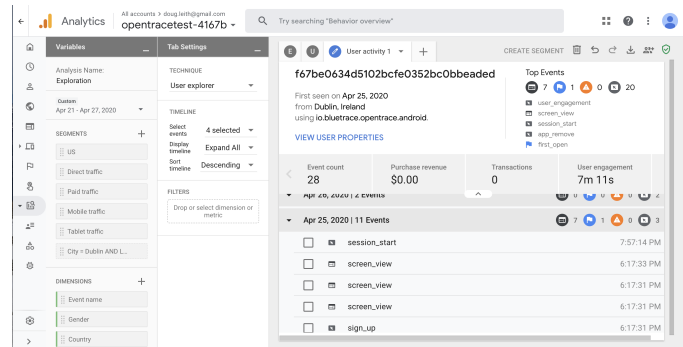 Analytics
All accounts > doug.leith@gmail.com
opentracetest-4167b
Try searching "Behavior overview"
Variables
Analysis Name:
Exploration
Custom
Apr 21 - Apr 27, 2020
SEGMENTS
US
Direct traffic
Paid traffic
Mobile traffic
Tablet traffic
City = Dublin AND L...
DIMENSIONS
Event name
Gender
Country
Tab Settings
TECHNIQUE
User explorer
TIMELINE
Select events 4 selected
Display timeline Expand All
Sort timeline Descending
FILTERS
Drop or select dimension or metric
E U User activity 1
CREATE SEGMENT
f67be0634d5102bcfe0352bc0bbeaded
First seen on Apr 25, 2020
from Dublin, Ireland
using io.bluetrace.opentrace.android.
VIEW USER PROPERTIES
Top Events
7 1 0 20
user_engagement
screen_view
session_start
app_remove
first_open
Event count
28
Purchase revenue
$0.00
Transactions
0
User engagement
7m 11s
Apr 26, 2020 | 2 Events 0 0 0 2
Apr 25, 2020 | 11 Events 7 1 0 3
session_start 7:57:14 PM
screen_view 6:17:33 PM
screen_view 6:17:31 PM
screen_view 6:17:31 PM
sign_up 6:17:31 PM